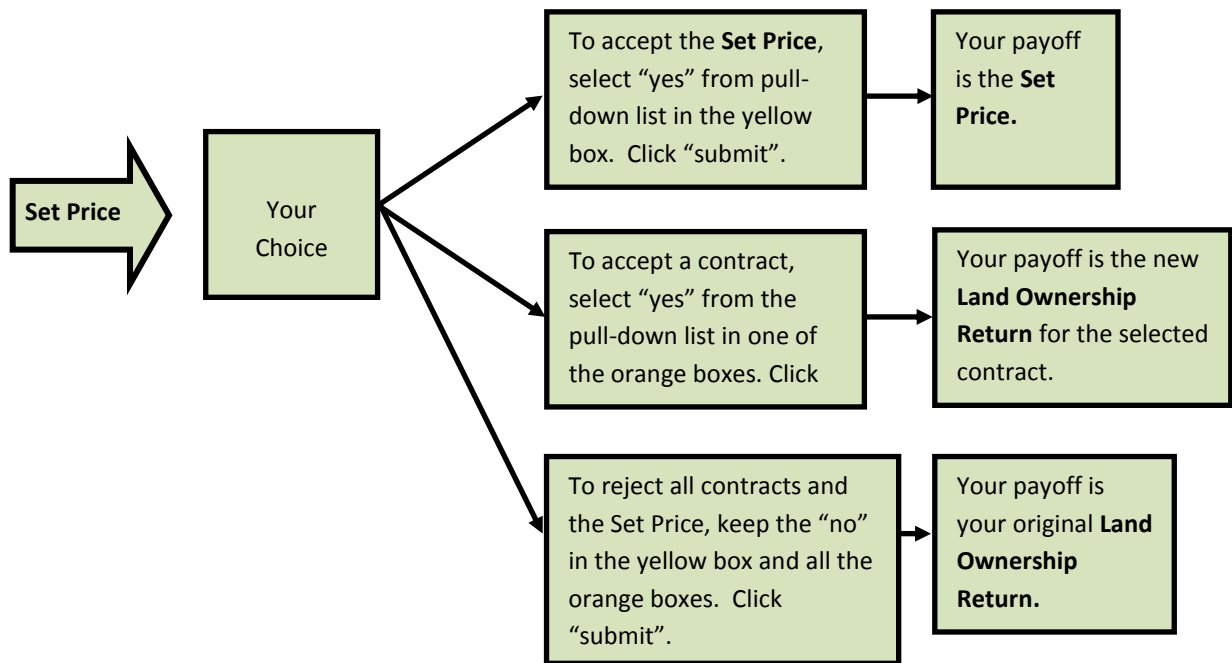 Set Price
Your
Choice
To accept the Set Price,
select “yes” from pull-
down list in the yellow
box.  Click “submit”.
Your payoff
is the Set
Price.
To accept a contract,
select “yes” from the
pull-down list in one of
the orange boxes. Click
Your payoff is the new
Land Ownership
Return for the selected
contract.
To reject all contracts and
the Set Price, keep the “no”
in the yellow box and all the
orange boxes.  Click
“submit”.
Your payoff is
your original Land
Ownership
Return.